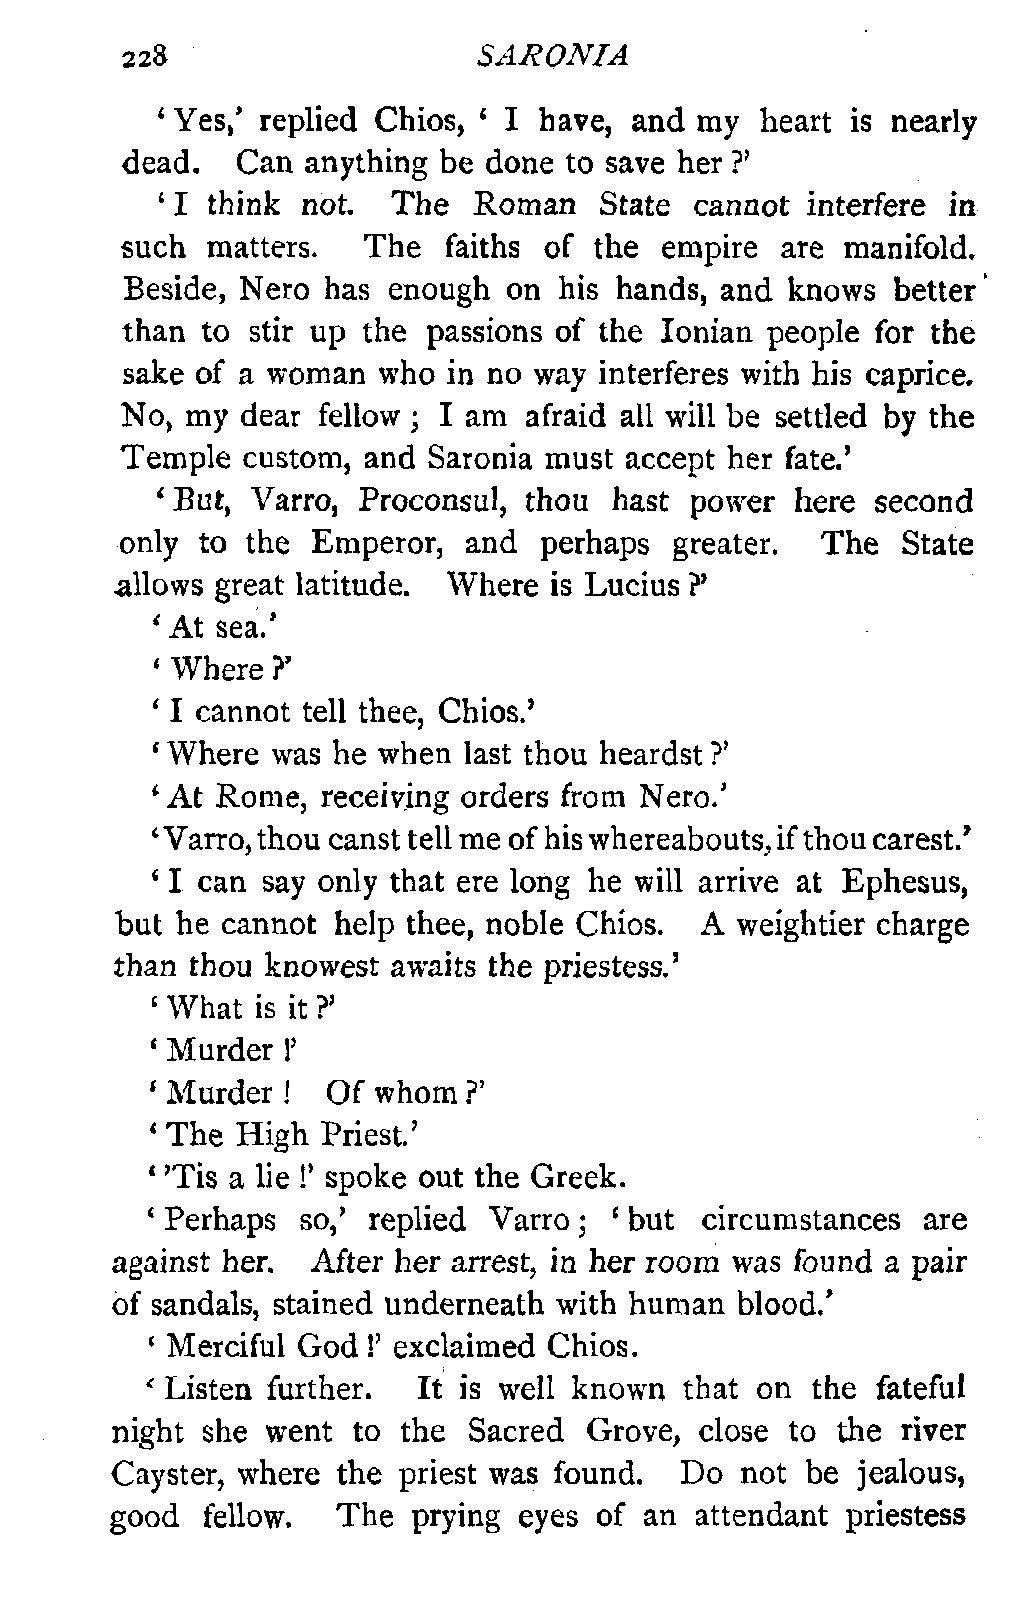 228 SARONIA
‘Yes,’ replied Chios, ‘I have, and my heart is nearly
dead. Can anything be done to save her?’
‘I think not. The Roman State cannot interfere in
such matters. The faiths of the empire are manifold.
Beside, Nero has enough on his hands, and knows better
than to stir up the passions of the Ionian people for the
sake of a woman who in no way interferes with his caprice.
No, my dear fellow; I am afraid all will be settled by the
Temple custom, and Saronia must accept her fate.’
‘But, Varro, Proconsul, thou hast power here second
only to the Emperor, and perhaps greater. The State
allows great latitude. Where is Lucius?’
‘At sea.’
‘Where?’
‘I cannot tell thee, Chios.’
‘Where was he when last thou heardst?’
‘At Rome, receiving orders from Nero.’
‘Varro, thou canst tell me of his whereabouts, if thou carest.’
‘I can say only that ere long he will arrive at Ephesus,
but he cannot help thee, noble Chios. A weightier charge
than thou knowest awaits the priestess.’
‘What is it?’
‘Murder!’
‘Murder! Of whom?’
‘The High Priest.’
‘’Tis a lie!’ spoke out the Greek.
‘Perhaps so,’ replied Varro; ‘but circumstances are
against her. After her arrest, in her room was found a pair
of sandals, stained underneath with human blood.’
‘Merciful God!’ exclaimed Chios.
‘Listen further. It is well known that on the fateful
night she went to the Sacred Grove, close to the river
Cayster, where the priest was found. Do not be jealous,
good fellow. The prying eyes of an attendant priestess